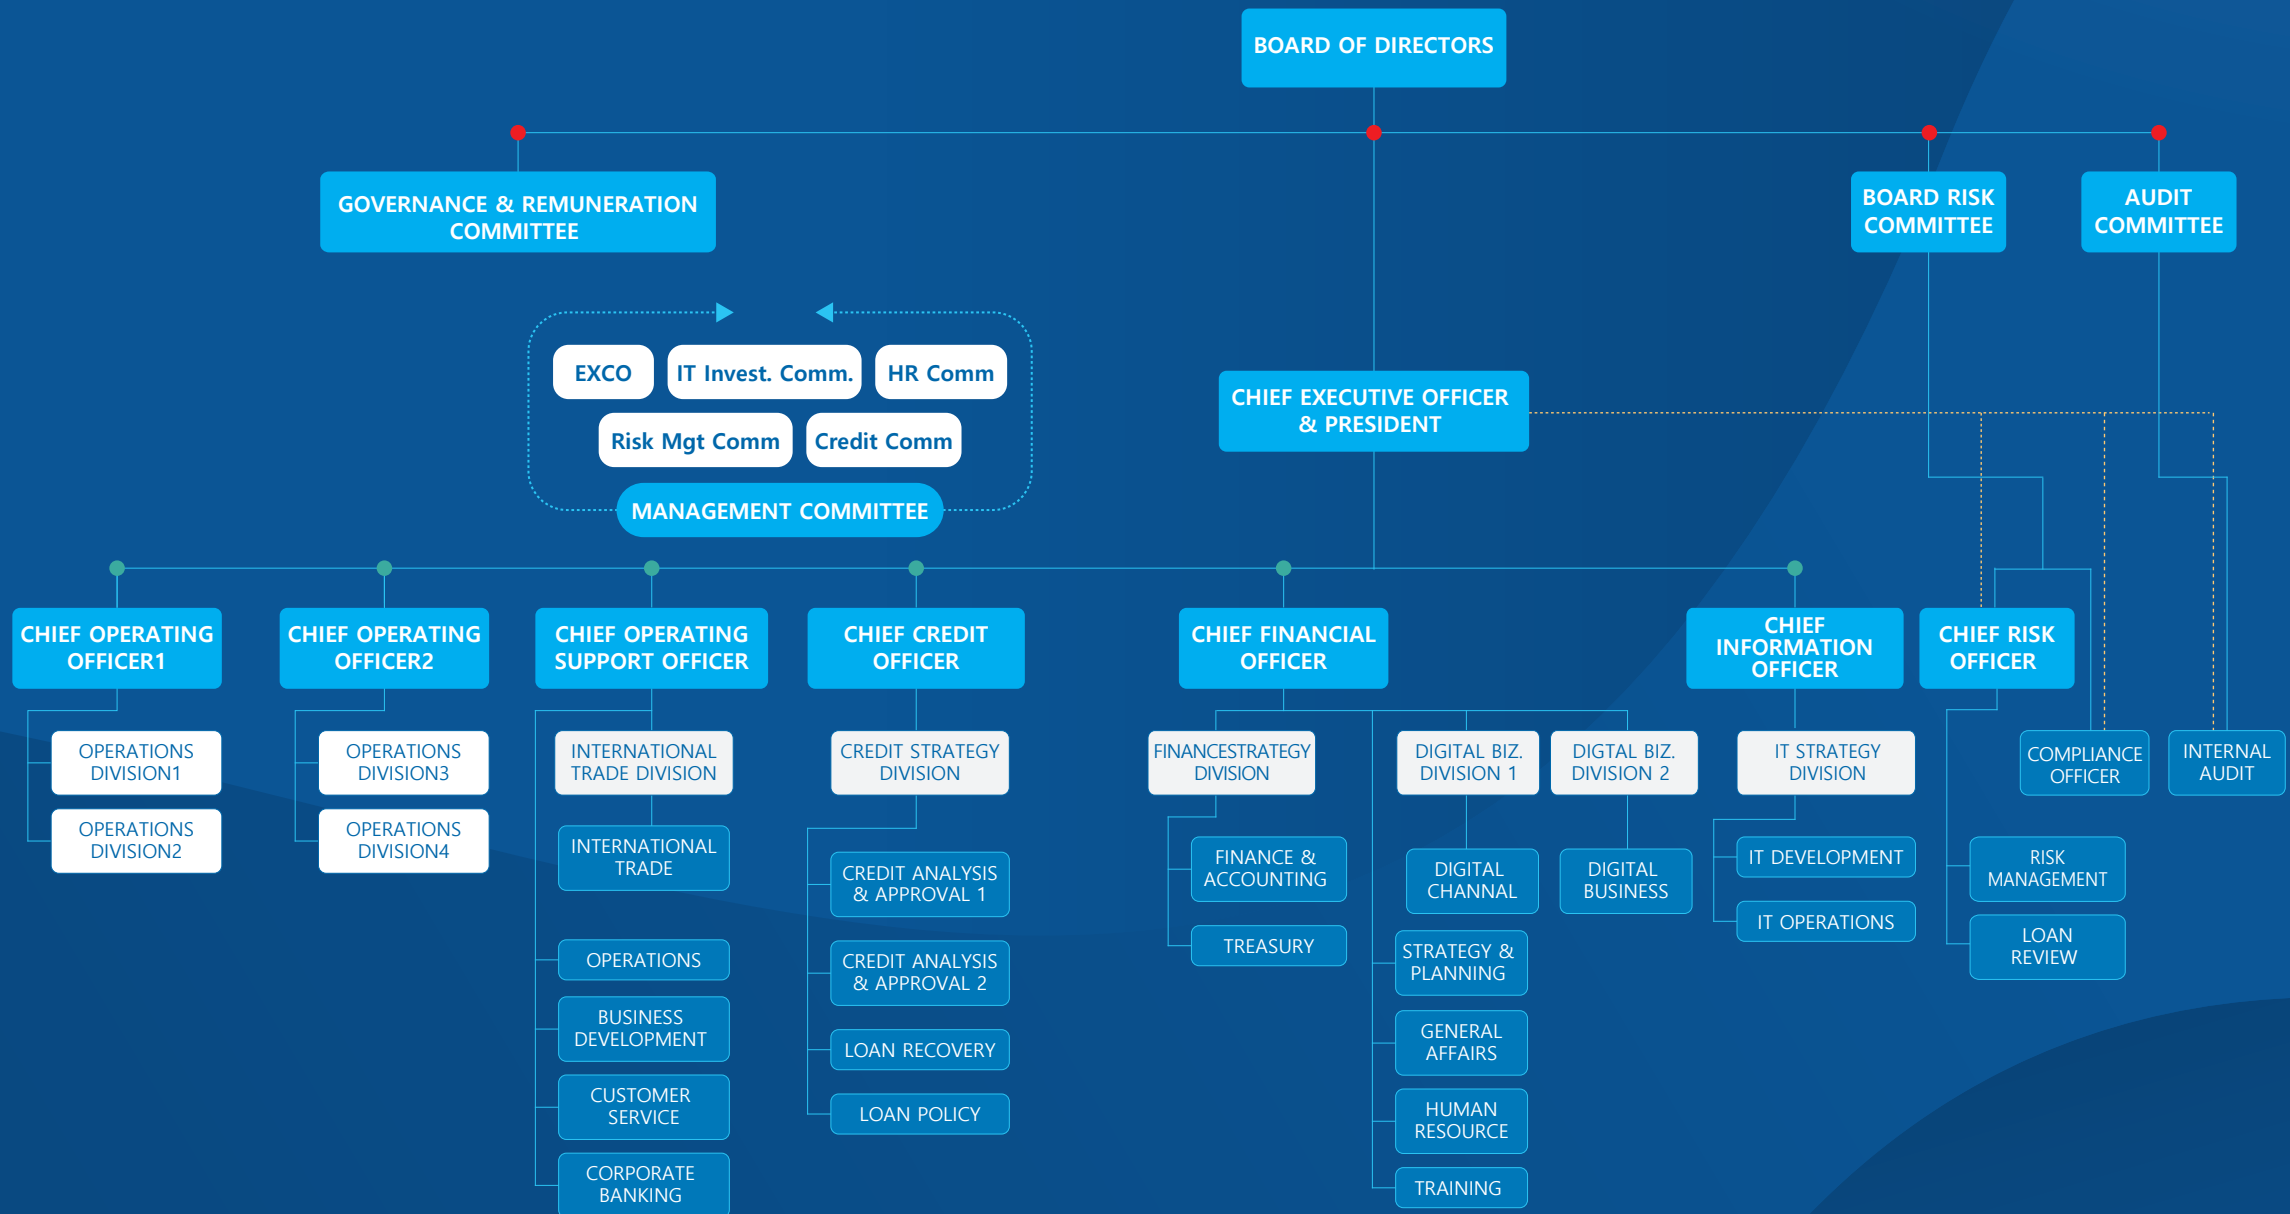 BOARD OF DIRECTORS
GOVERNANCE & REMUNERATION
COMMITTEE
BOARD RISK
COMMITTEE
AUDIT
COMMITTEE
EXCO
IT Invest. Comm.
HR Comm
Risk Mgt Comm
Credit Comm
MANAGEMENT COMMITTEE
CHIEF EXECUTIVE OFFICER
& PRESIDENT
CHIEF OPERATING
OFFICER1
CHIEF OPERATING
OFFICER2
CHIEF OPERATING
SUPPORT OFFICER
CHIEF CREDIT
OFFICER
CHIEF FINANCIAL
OFFICER
CHIEF
INFORMATION
OFFICER
CHIEF RISK
OFFICER
OPERATIONS
DIVISION1
OPERATIONS
DIVISION2
OPERATIONS
DIVISION3
OPERATIONS
DIVISION4
INTERNATIONAL
TRADE DIVISION
INTERNATIONAL
TRADE
OPERATIONS
BUSINESS
DEVELOPMENT
CUSTOMER
SERVICE
CORPORATE
BANKING
CREDIT STRATEGY
DIVISION
CREDIT ANALYSIS
& APPROVAL 1
CREDIT ANALYSIS
& APPROVAL 2
LOAN RECOVERY
LOAN POLICY
FINANCESTRATEGY
DIVISION
FINANCE &
ACCOUNTING
TREASURY
DIGITAL BIZ.
DIVISION 1
DIGITAL
CHANNAL
STRATEGY &
PLANNING
GENERAL
AFFAIRS
HUMAN
RESOURCE
TRAINING
DIGTAL BIZ.
DIVISION 2
DIGITAL
BUSINESS
IT STRATEGY
DIVISION
IT DEVELOPMENT
IT OPERATIONS
RISK
MANAGEMENT
LOAN
REVIEW
COMPLIANCE
OFFICER
INTERNAL
AUDIT